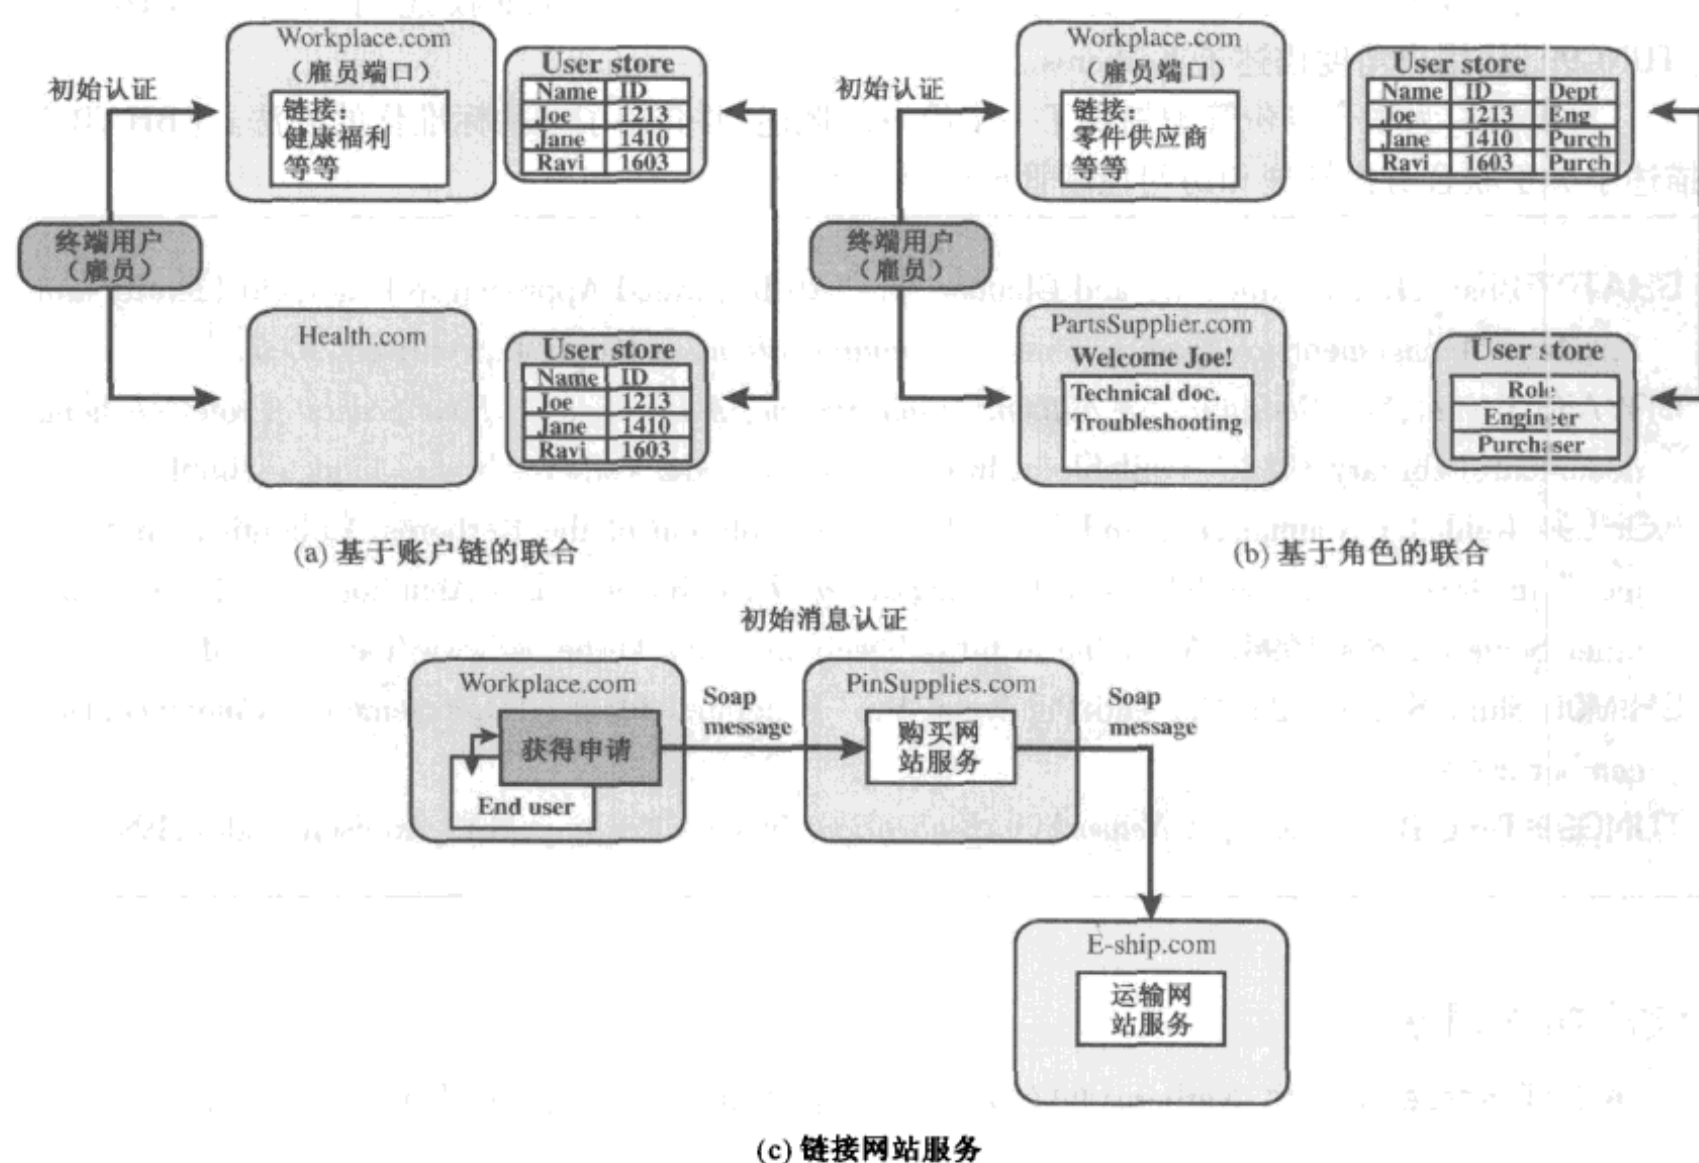 Workplace.com
（雇员端口）
初始认证
链接：
健康福利
等等
User store
Name ID
Joe 1213
Jane 1410
Ravi 1603
终端用户
（雇员）
Health.com
User store
Name ID
Joe 1213
Jane 1410
Ravi 1603
(a) 基于账户链的联合
Workplace.com
（雇员端口）
初始认证
链接：
零件供应商
等等
User store
Name ID Dept
Joe 1213 Eng
Jane 1410 Purch
Ravi 1603 Purch
终端用户
（雇员）
PartsSupplier.com
Welcome Joe!
Technical doc.
Troubleshooting
User store
Role
Engineer
Purchaser
(b) 基于角色的联合
初始消息认证
Workplace.com
获得申请
End user
Soap
message
PinSupplies.com
购买网
站服务
Soap
message
E-ship.com
运输网
站服务
(c) 链接网站服务